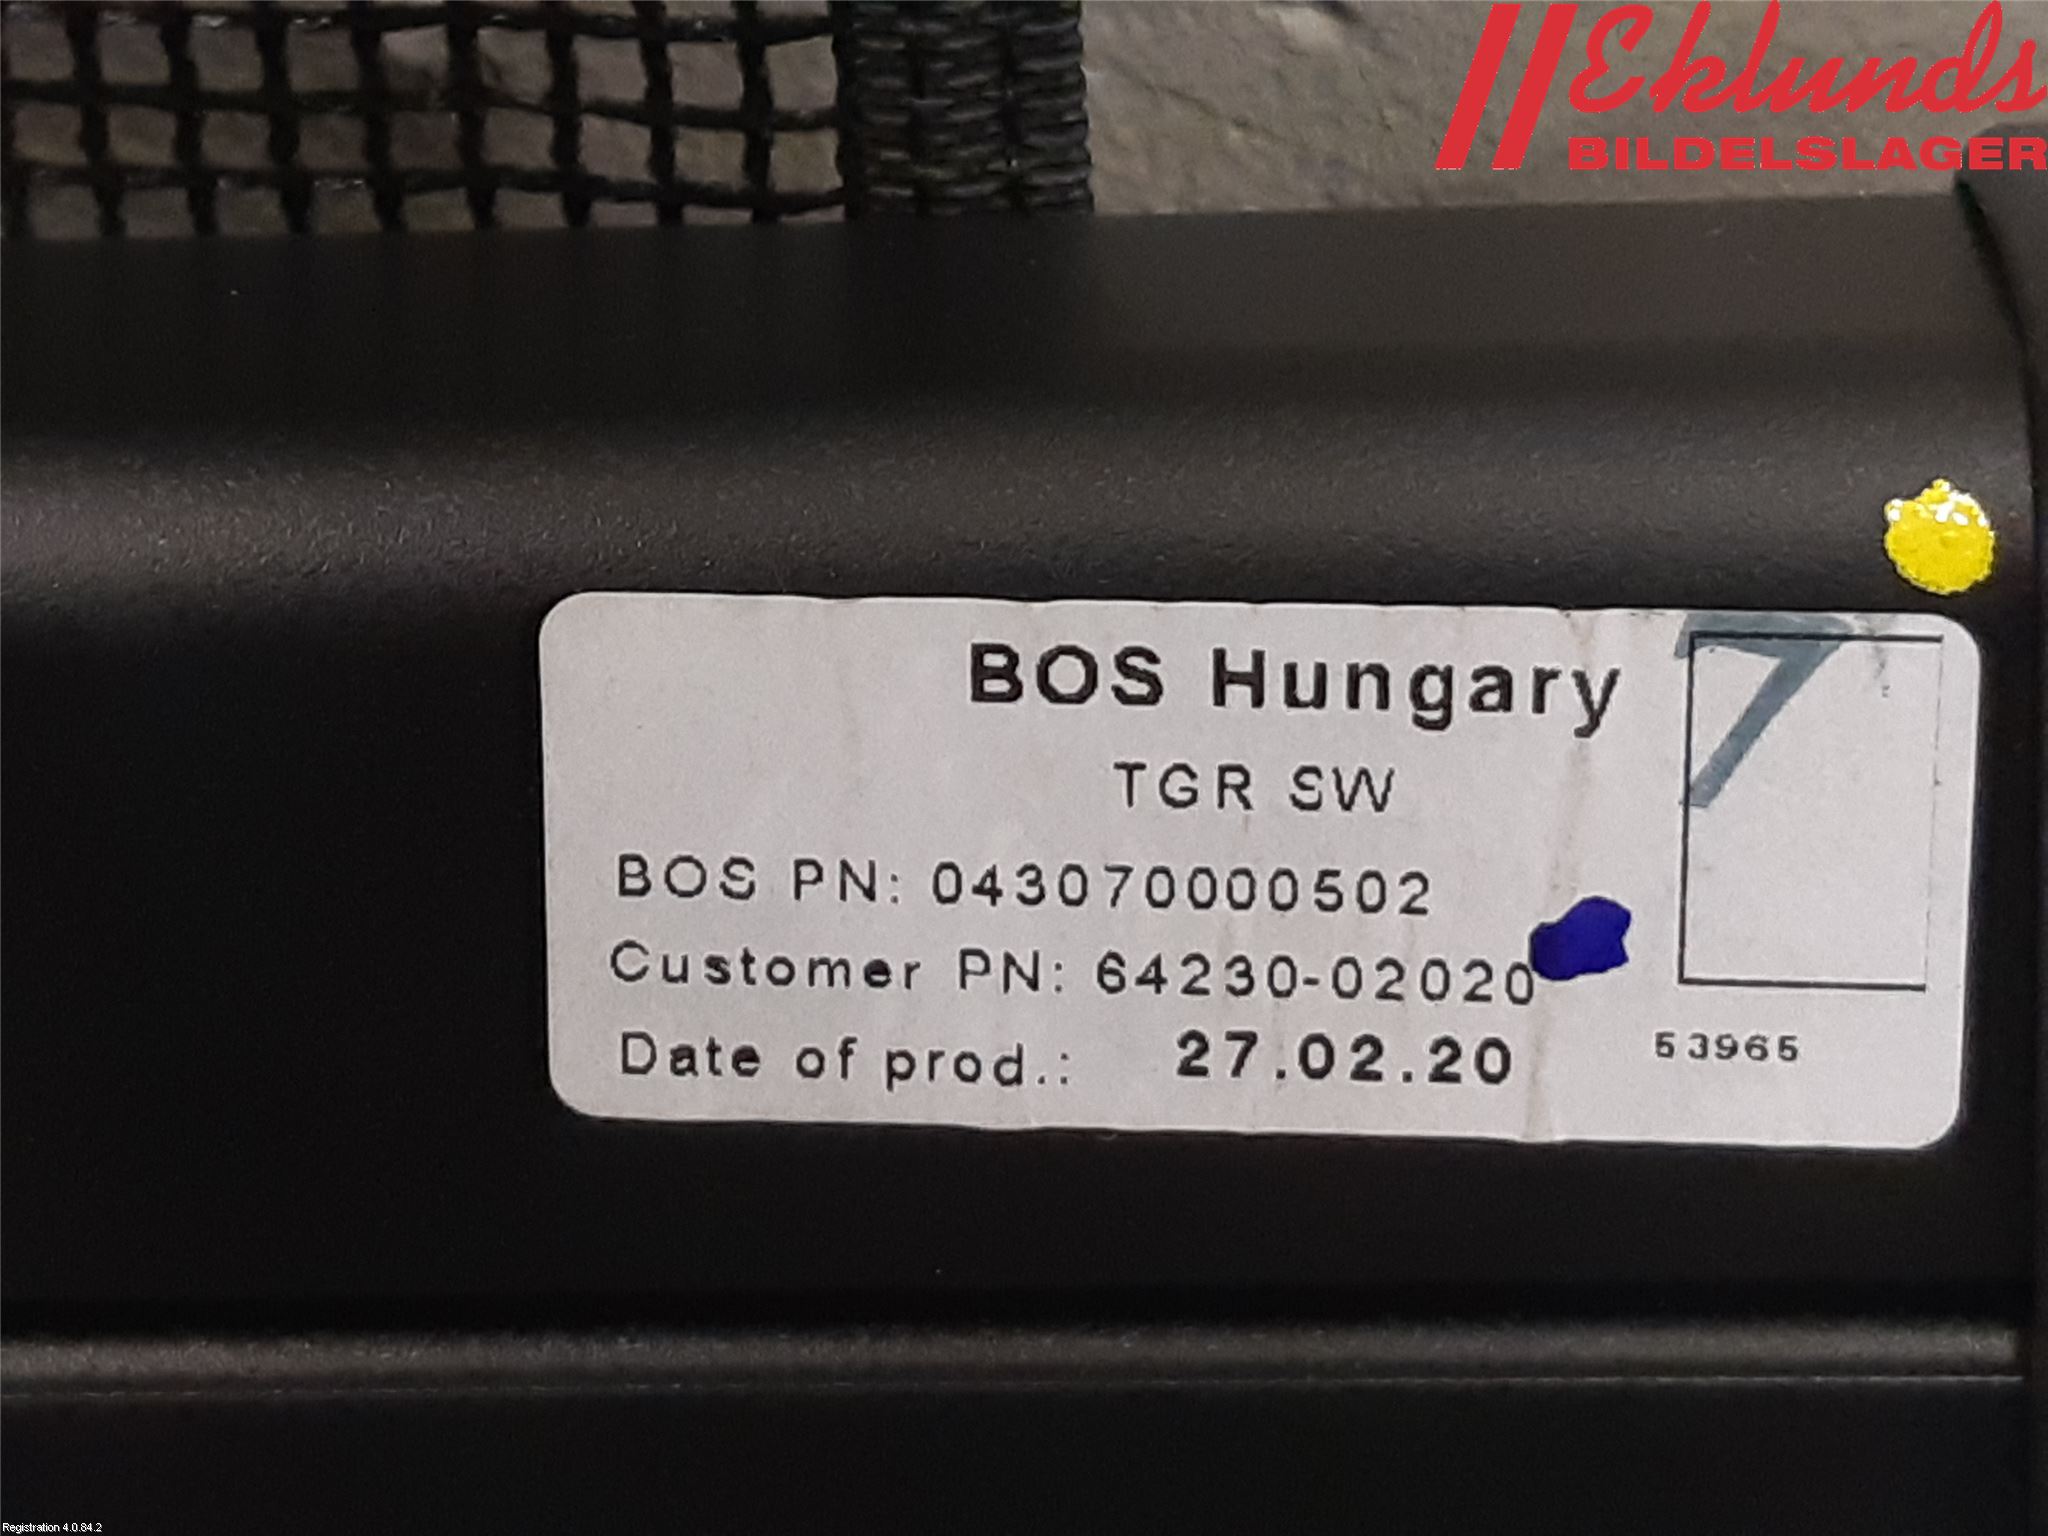 Eklunds
BILDELSLAGER
BOS Hungary
TGR SW
7
BOS PN: 043070000502
Customer PN: 64230-02020
Date of prod.: 27.02.20
53965
Registration 4.0.84.2